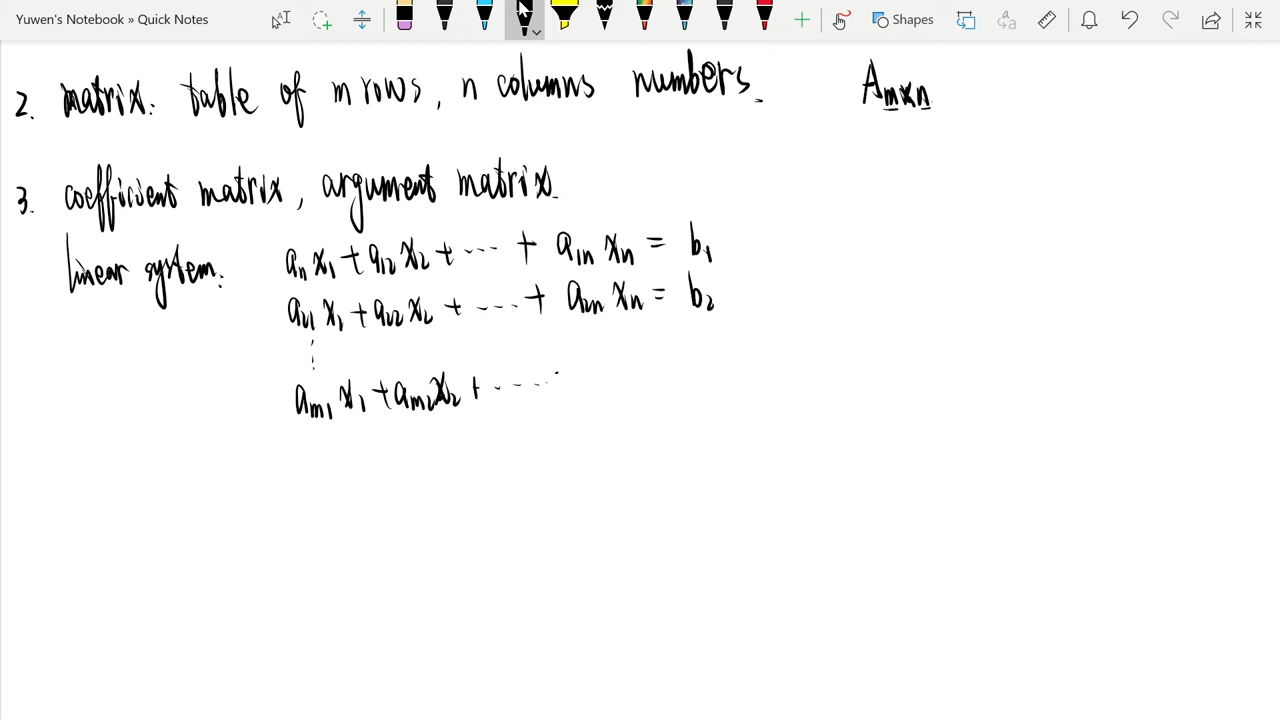 Yuwen's Notebook » Quick Notes Shapes
2. matrix. table of m rows, n columns numbers. Am×n
3. coefficient matrix, argument matrix.
linear system. a11 x1 + a12 x2 + ···· + a1n xn = b1
a21 x1 + a22 x2 + ···· + a2n xn = b2
⋮
am1 x1 + am2 x2 + ·····